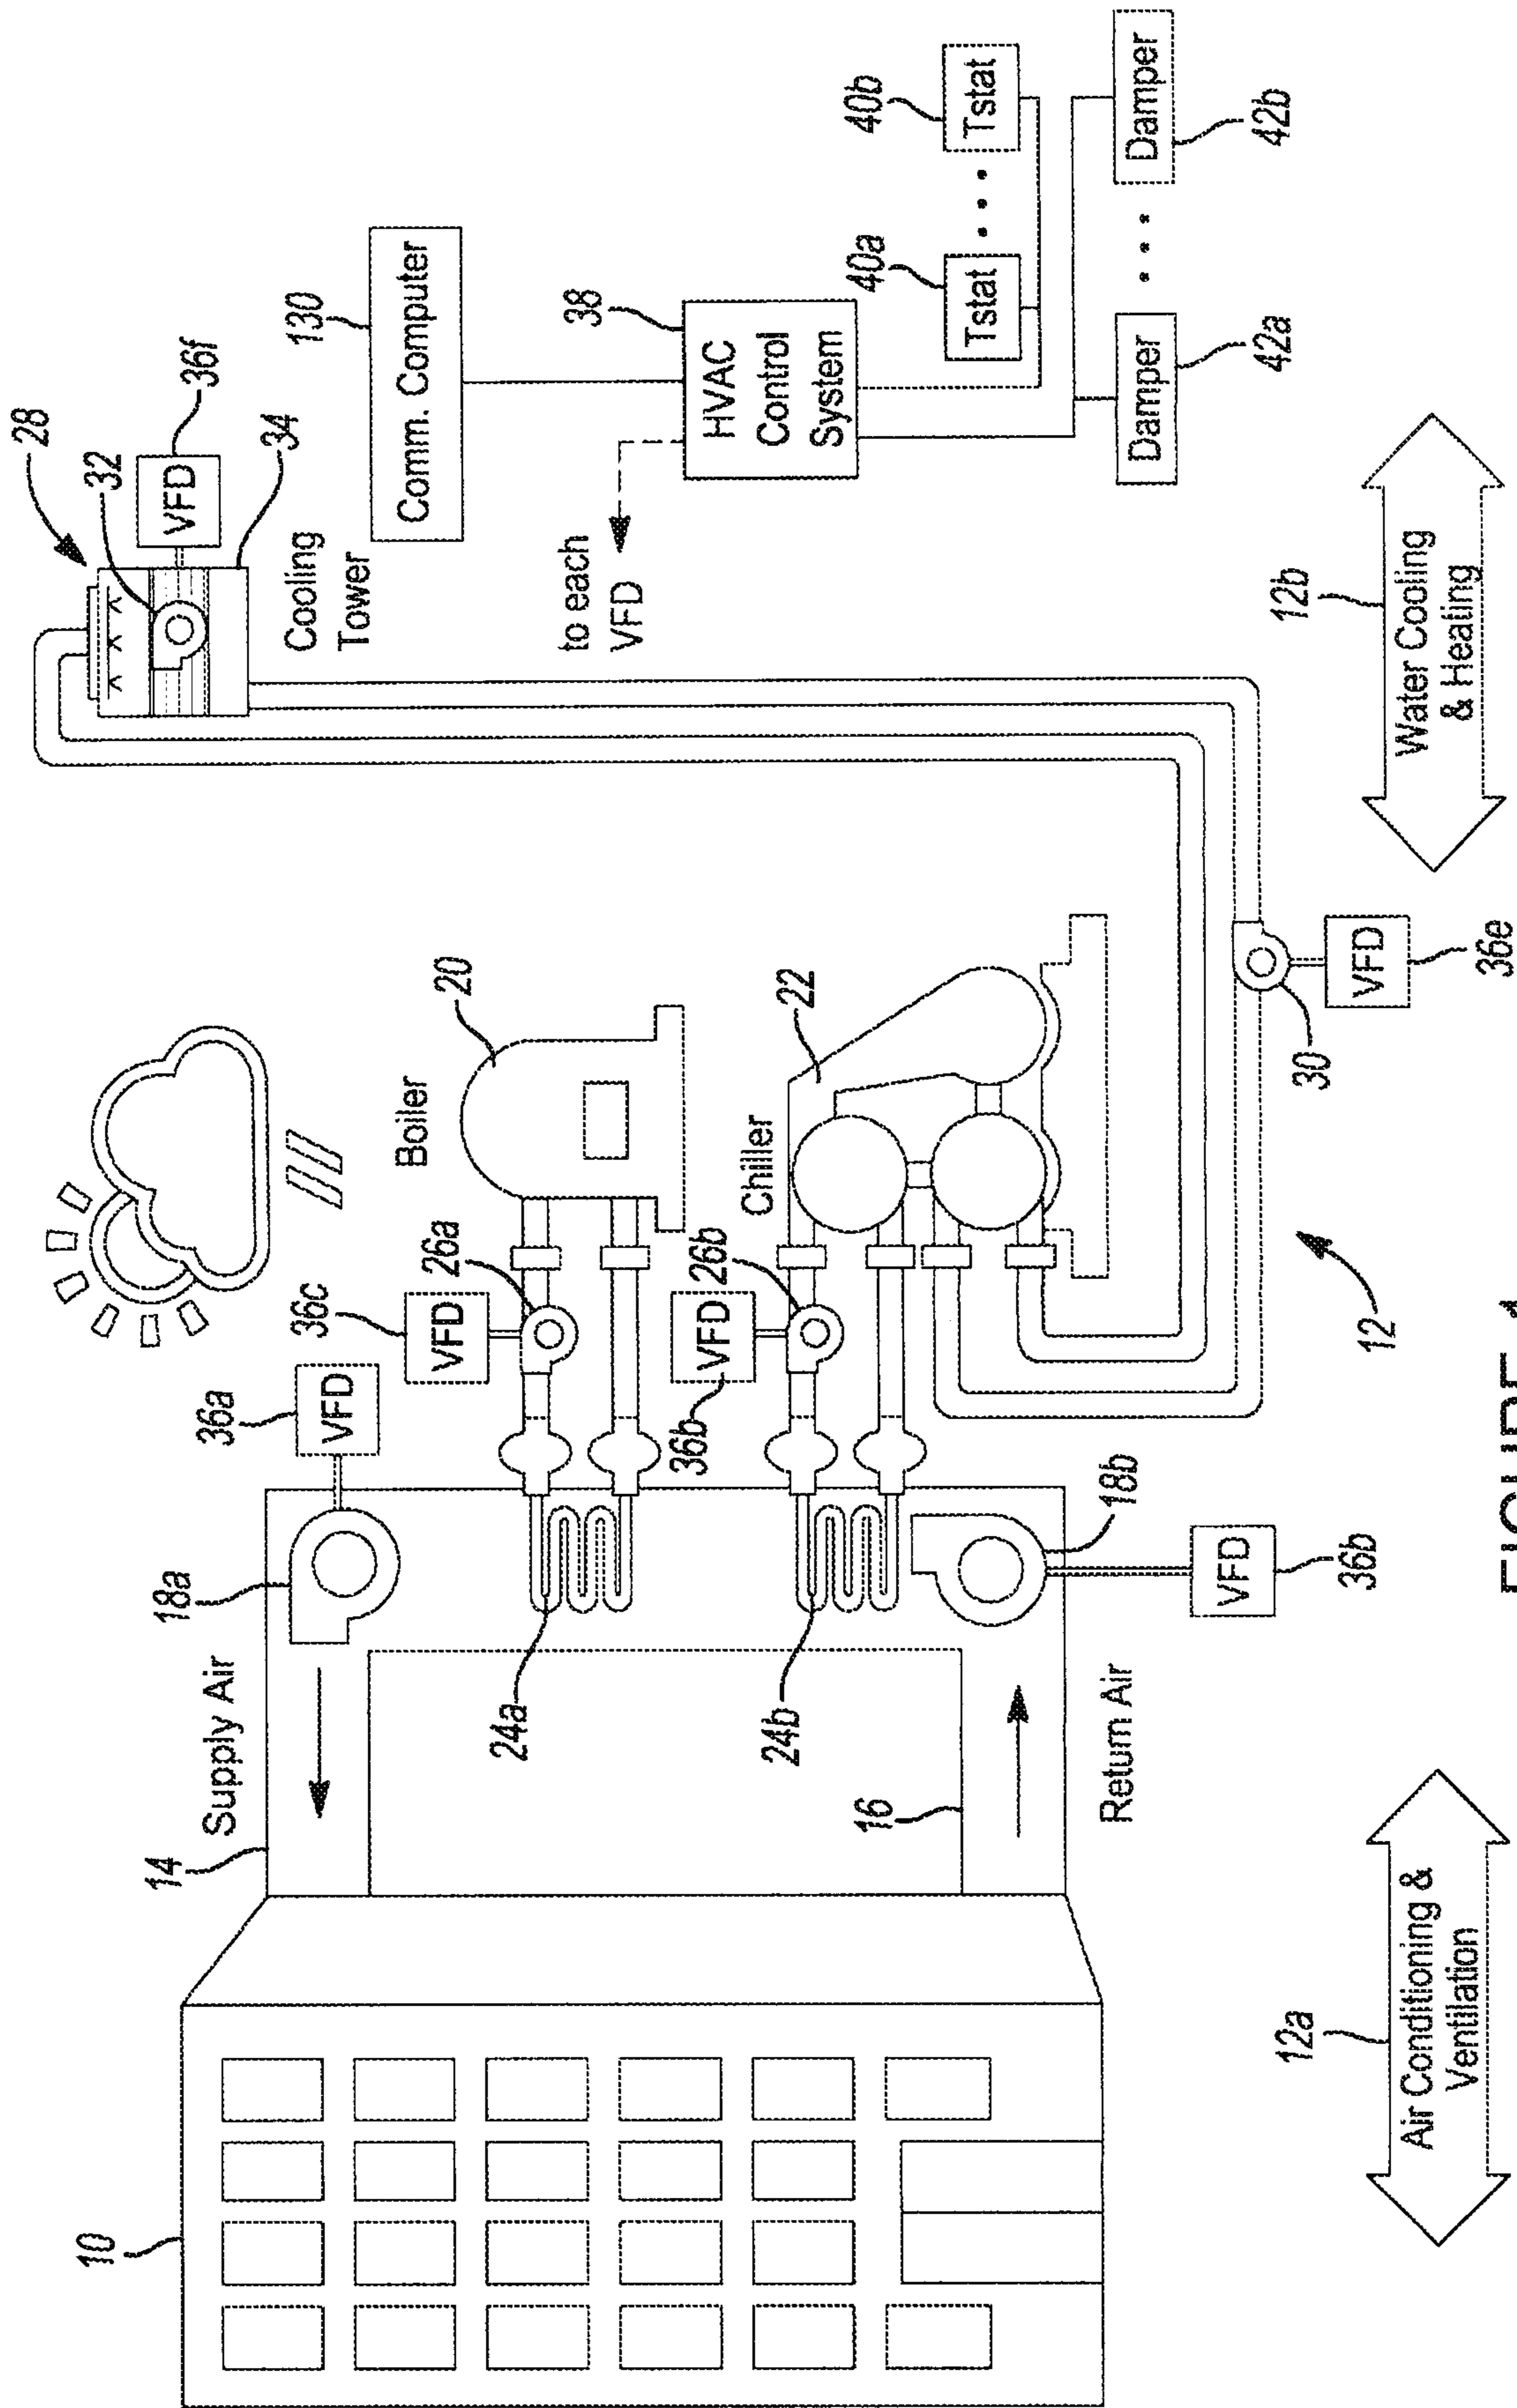 28
32
VFD
36f
34
Cooling
Tower
130
Comm. Computer
to each
VFD
38
HVAC
Control
System
40a
Tstat
40b
Tstat
Damper
42a
Damper
42b
Supply Air
14
18a
36a
VFD
36c
VFD
26a
Boiler
20
24a
36b
VFD
26b
Chiller
22
24b
16
Return Air
18b
VFD
36b
12
30
VFD
36e
10
12a
Air Conditioning &
Ventilation
12b
Water Cooling
& Heating
FIGURE 1